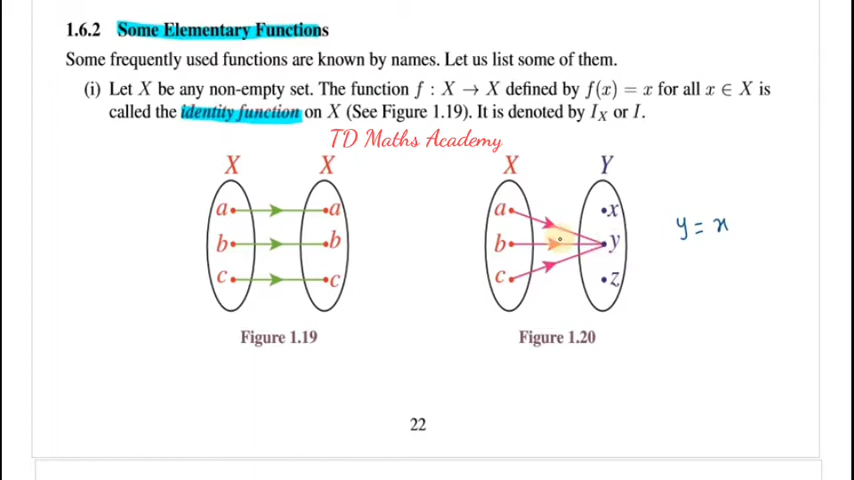 1.6.2 Some Elementary Functions
Some frequently used functions are known by names. Let us list some of them.
(i) Let X be any non-empty set. The function f : X → X defined by f(x) = x for all x ∈ X is
called the identity function on X (See Figure 1.19). It is denoted by I_X or I.
TD Maths Academy
X X X Y
a a a x
b b b y y = x
c c c z
Figure 1.19 Figure 1.20
22